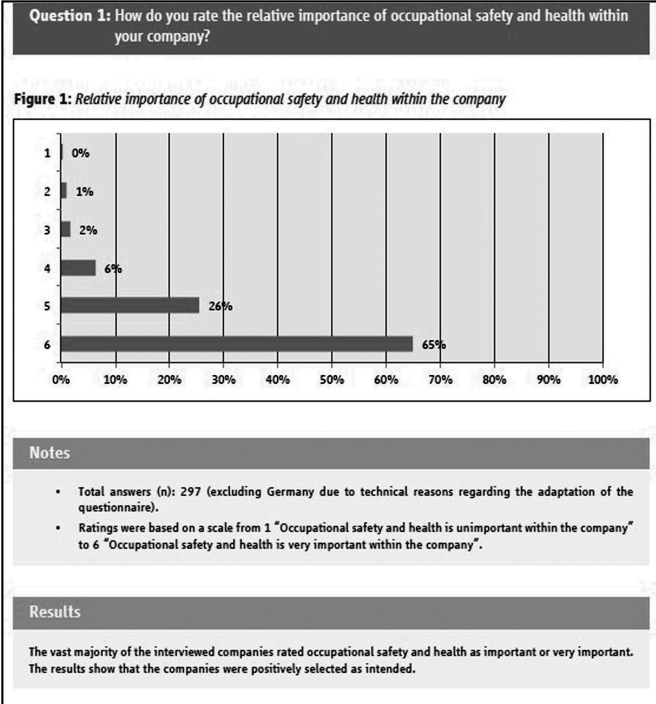 Question 1: How do you rate the relative importance of occupational safety and health within
your company?
Figure 1: Relative importance of occupational safety and health within the company
1 0%
2 1%
3 2%
4 6%
5 26%
6 65%
0% 10% 20% 30% 40% 50% 60% 70% 80% 90% 100%
Notes
• Total answers (n): 297 (excluding Germany due to technical reasons regarding the adaptation of the
questionnaire).
• Ratings were based on a scale from 1 “Occupational safety and health is unimportant within the company”
to 6 “Occupational safety and health is very important within the company”.
Results
The vast majority of the interviewed companies rated occupational safety and health as important or very important.
The results show that the companies were positively selected as intended.